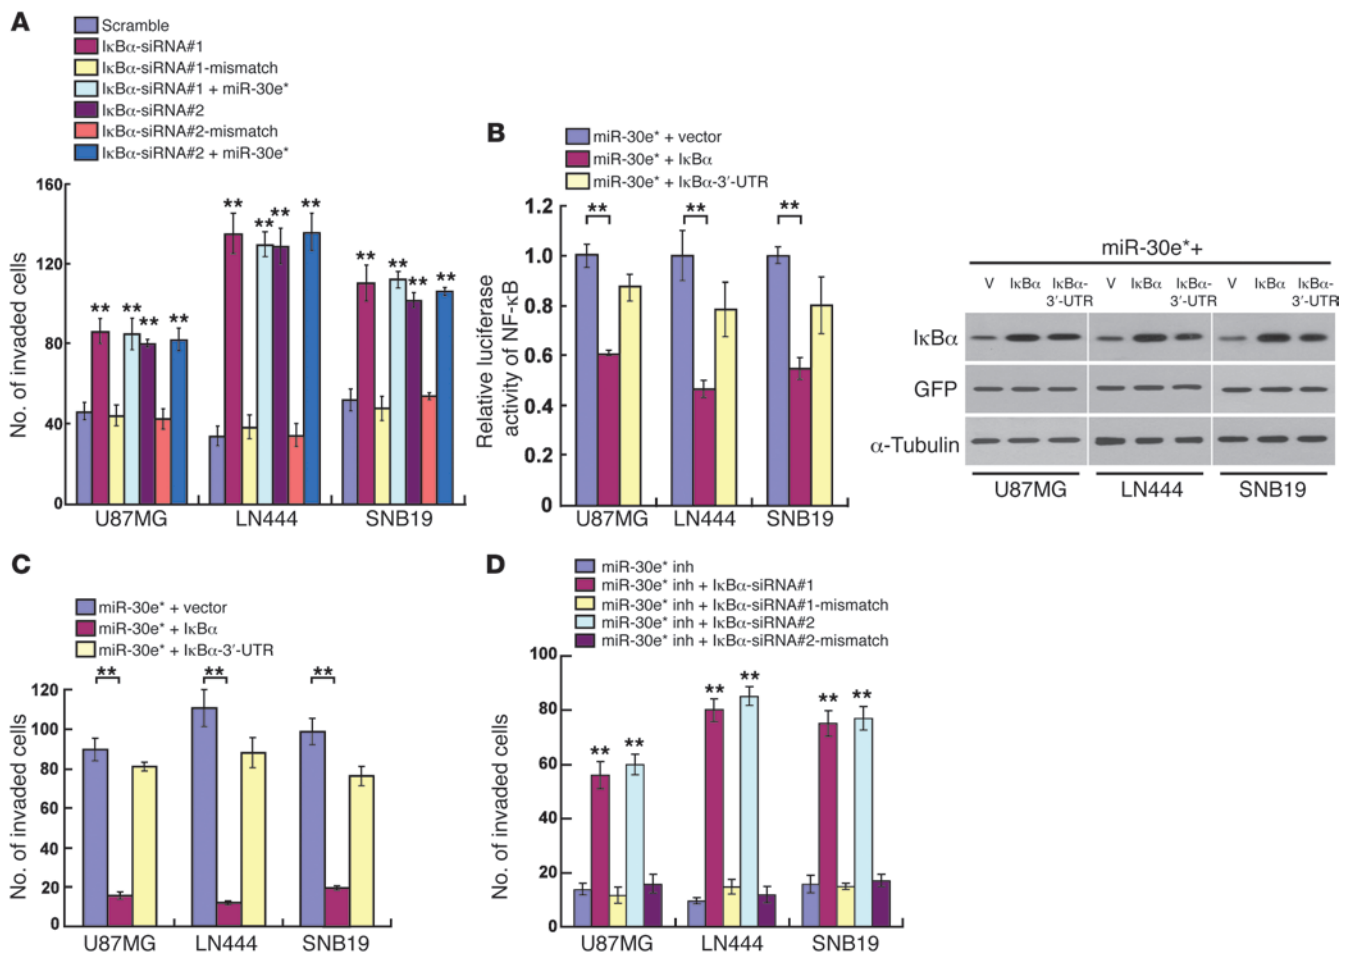 A
Scramble
IκBα-siRNA#1
IκBα-siRNA#1-mismatch
IκBα-siRNA#1 + miR-30e*
IκBα-siRNA#2
IκBα-siRNA#2-mismatch
IκBα-siRNA#2 + miR-30e*
No. of invaded cells
160
120
80
40
0
** ** ** **
** ** ** **
** ** ** **
U87MG LN444 SNB19
B
miR-30e* + vector
miR-30e* + IκBα
miR-30e* + IκBα-3′-UTR
Relative luciferase
activity of NF-κB
1.2
1.0
0.8
0.6
0.4
0.2
0
** ** **
U87MG LN444 SNB19
miR-30e*+
V IκBα IκBα-3′-UTR V IκBα IκBα-3′-UTR V IκBα IκBα-3′-UTR
IκBα
GFP
α-Tubulin
U87MG LN444 SNB19
C
miR-30e* + vector
miR-30e* + IκBα
miR-30e* + IκBα-3′-UTR
No. of invaded cells
120
100
80
60
40
20
0
** ** **
U87MG LN444 SNB19
D
miR-30e* inh
miR-30e* inh + IκBα-siRNA#1
miR-30e* inh + IκBα-siRNA#1-mismatch
miR-30e* inh + IκBα-siRNA#2
miR-30e* inh + IκBα-siRNA#2-mismatch
No. of invaded cells
100
80
60
40
20
0
** **
** **
** **
U87MG LN444 SNB19